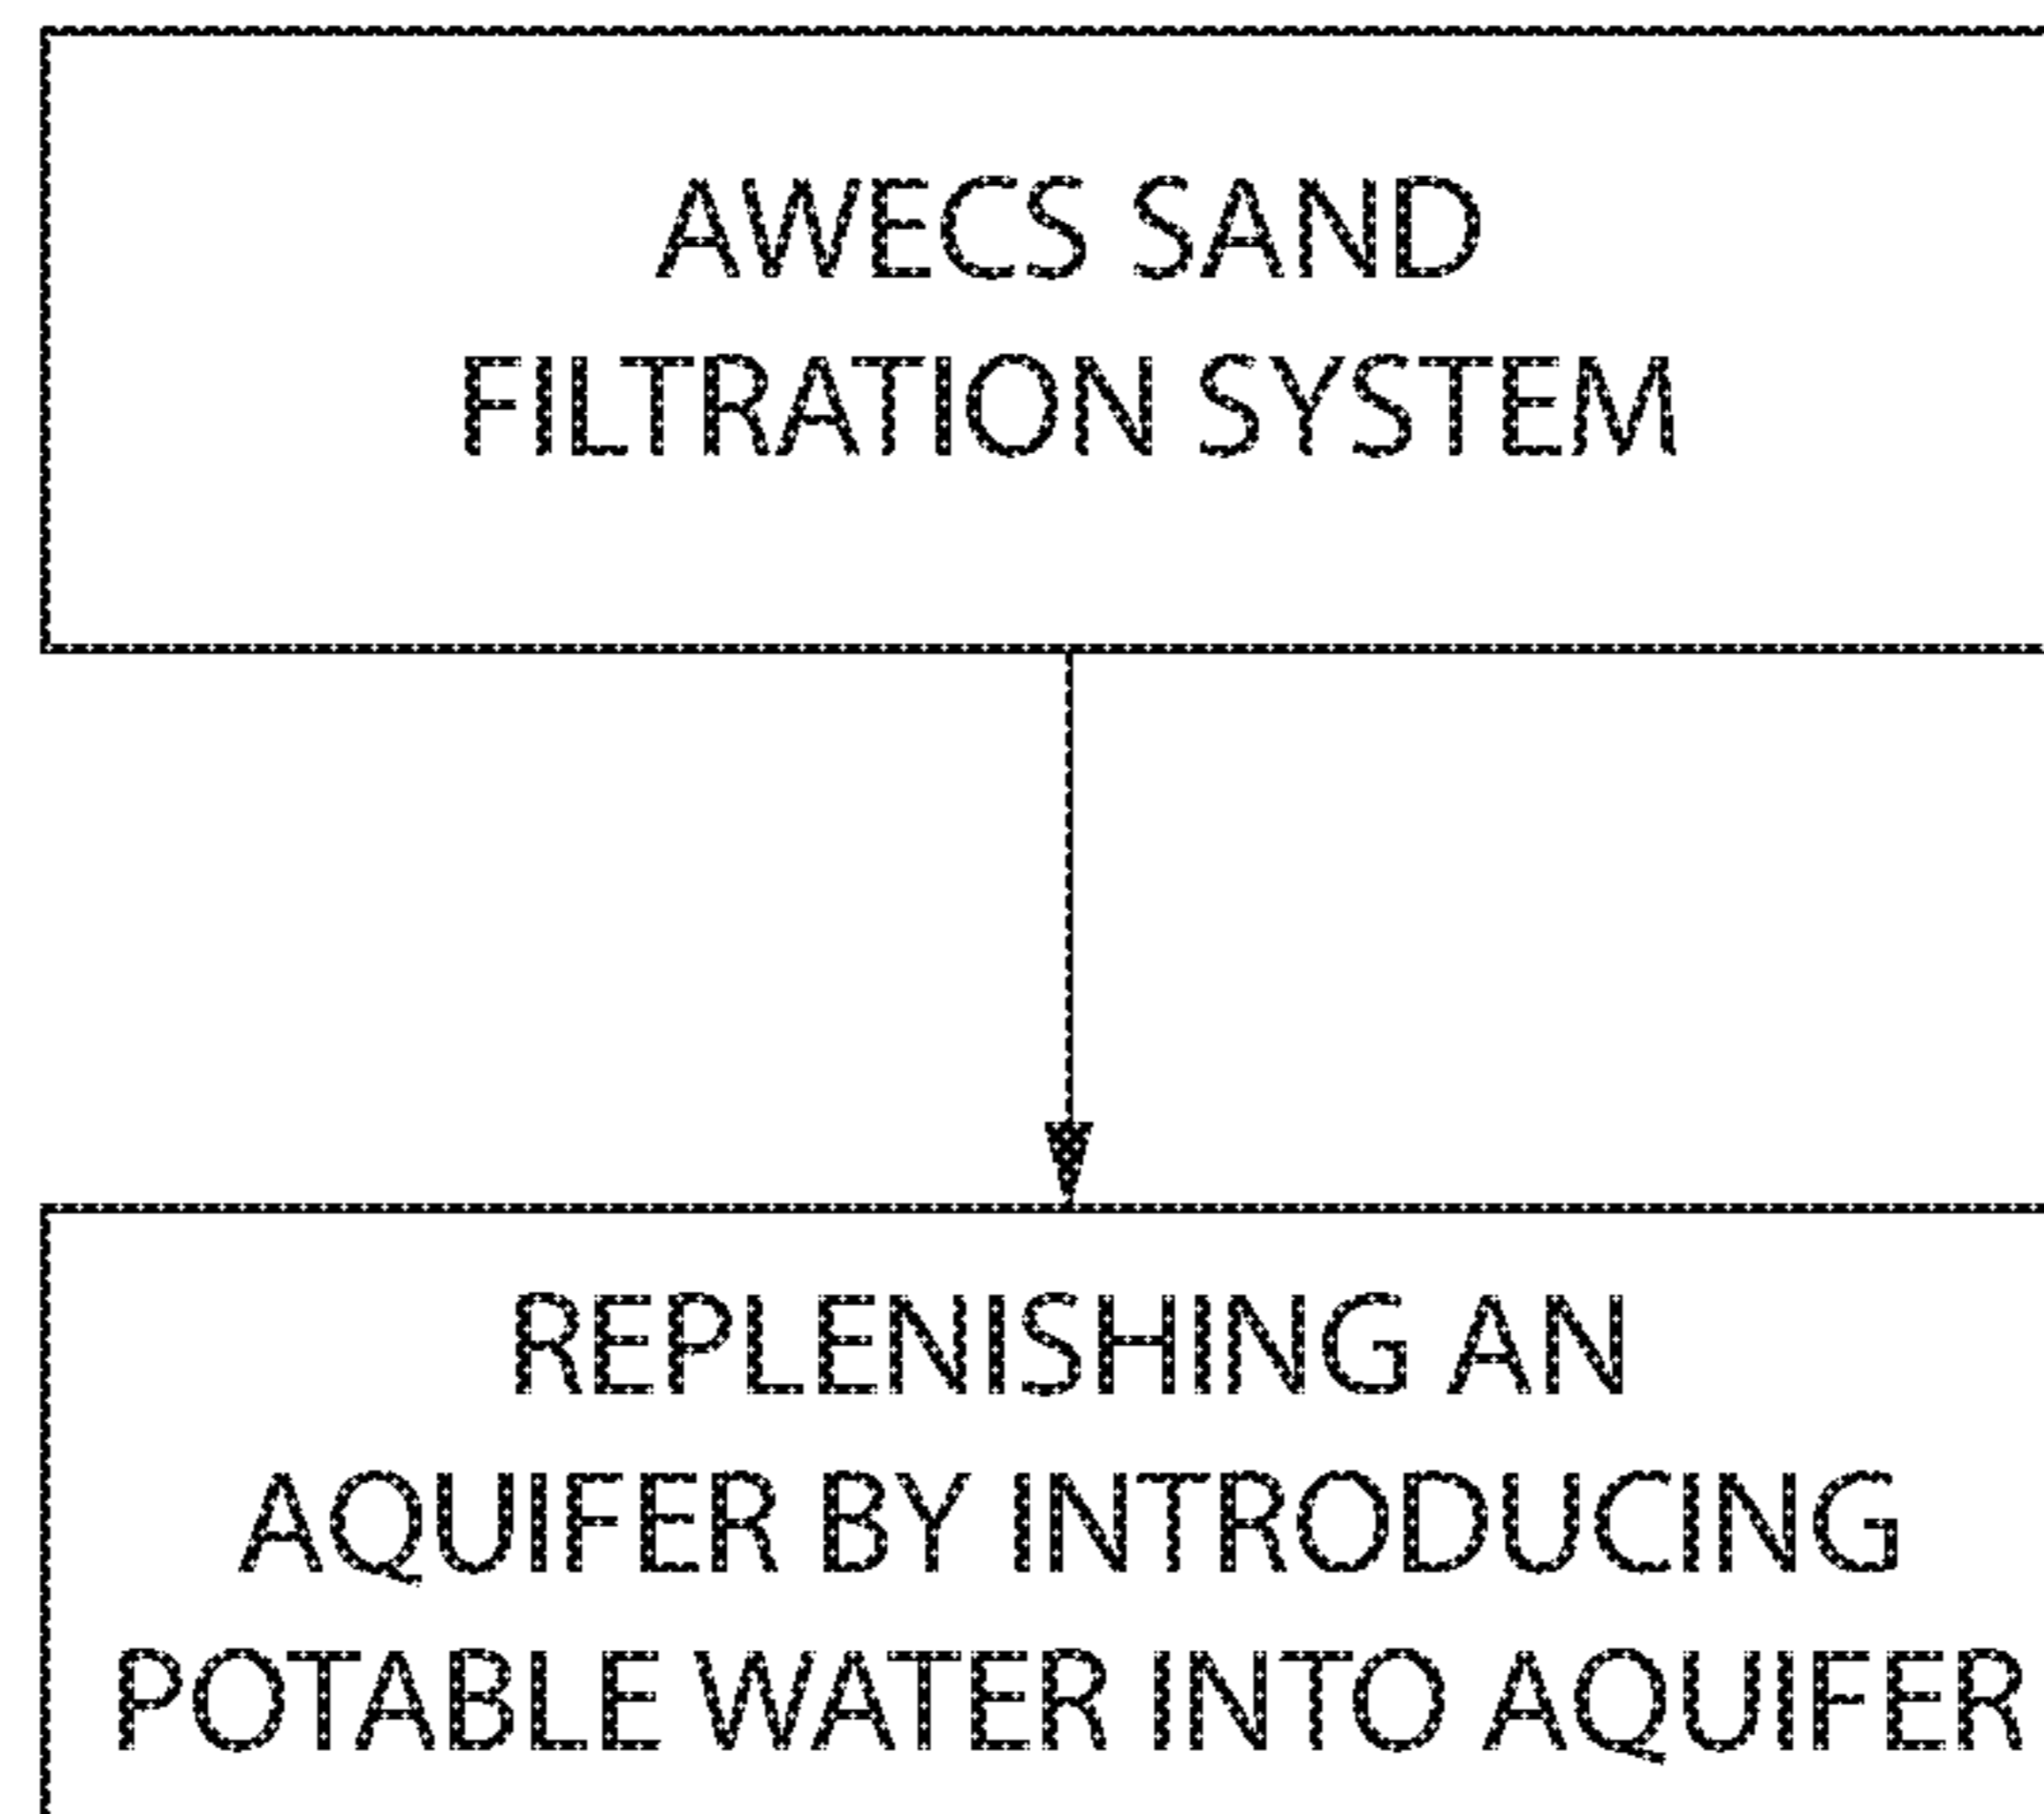 AWECS SAND
FILTRATION SYSTEM
REPLENISHING AN
AQUIFER BY INTRODUCING
POTABLE WATER INTO AQUIFER